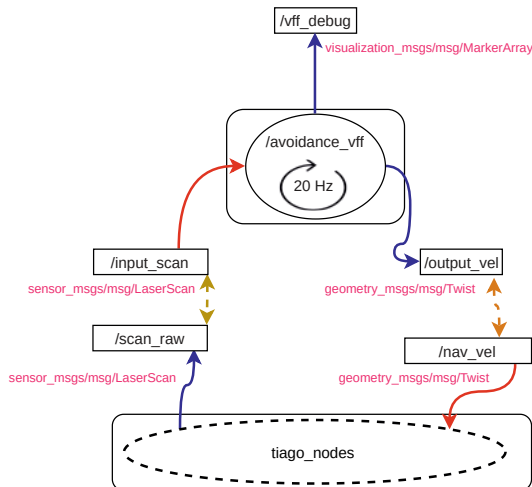 /vff_debug
visualization_msgs/msg/MarkerArray
/avoidance_vff
20 Hz
/input_scan
/output_vel
sensor_msgs/msg/LaserScan
geometry_msgs/msg/Twist
/scan_raw
/nav_vel
sensor_msgs/msg/LaserScan
geometry_msgs/msg/Twist
tiago_nodes